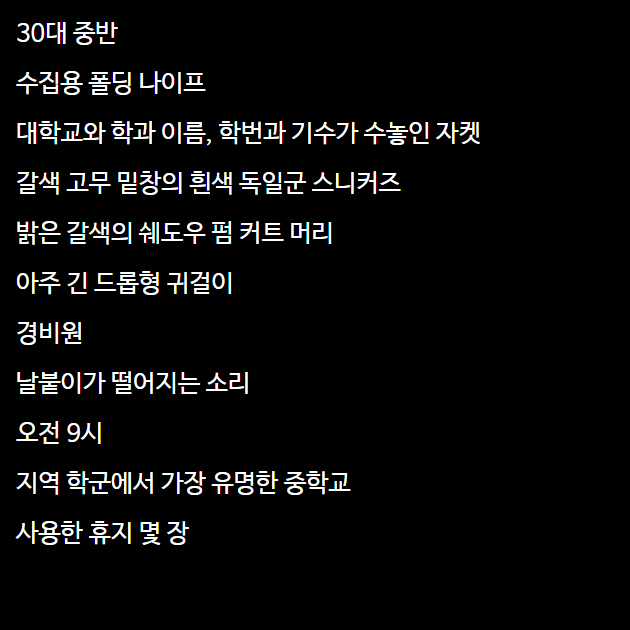 30대 중반
수집용 폴딩 나이프
대학교와 학과 이름, 학번과 기수가 수놓인 자켓
갈색 고무 밑창의 흰색 독일군 스니커즈
밝은 갈색의 쉐도우 펌 커트 머리
아주 긴 드롭형 귀걸이
경비원
날붙이가 떨어지는 소리
오전 9시
지역 학군에서 가장 유명한 중학교
사용한 휴지 몇 장